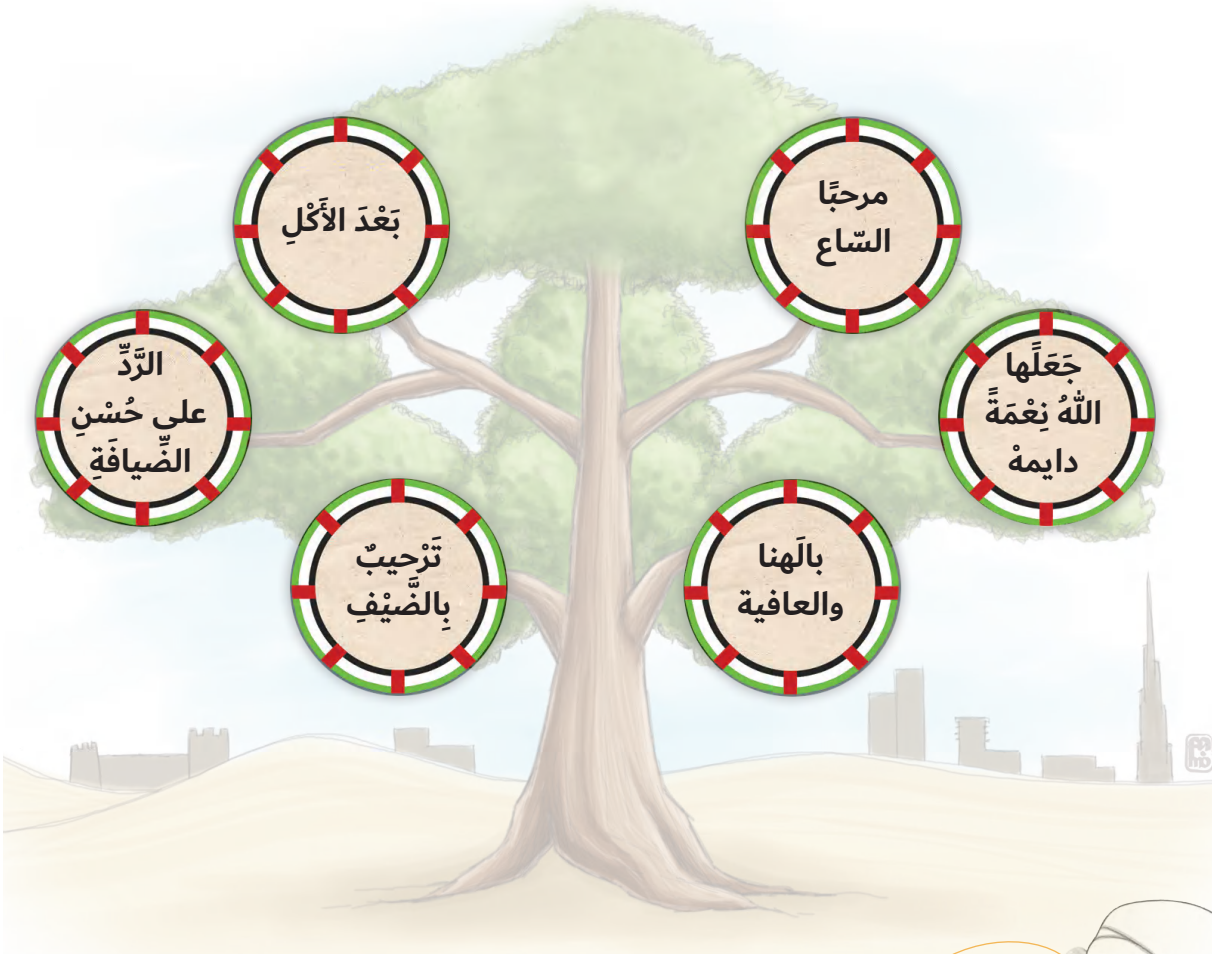 مرحبًا
السّاع
بَعْدَ الأَكْلِ
جَعَلَها
اللهُ نِعْمَةً
دايمهْ
الرَّدِّ
على حُسْنِ
الضِّيافَةِ
بالَهنا
والعافية
تَرْحيبٌ
بِالضَّيْفِ